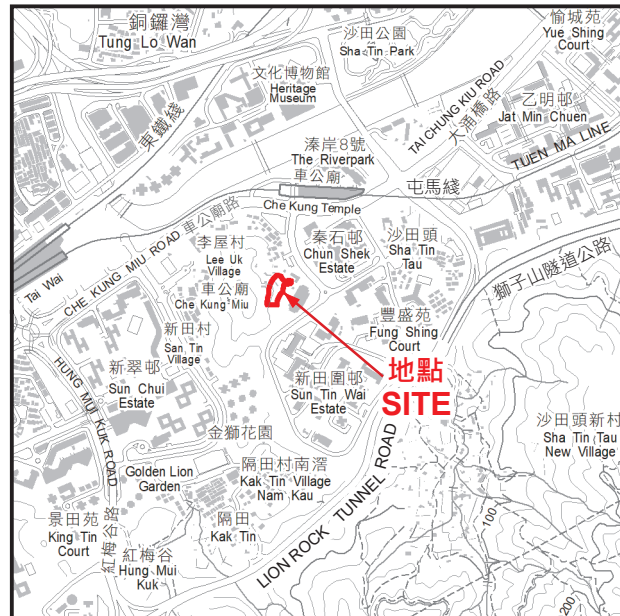 銅鑼灣
Tung Lo Wan
沙田公園
Sha Tin Park
愉城苑
Yue Shing
Court
文化博物館
Heritage
Museum
TAI CHUNG KIU ROAD
大涌橋路
乙明邨
Jat Min Chuen
東鐵綫
溱岸8號
The Riverpark
車公廟
Che Kung Temple
屯馬綫
TUEN MA LINE
Tai Wai
CHE KUNG MIU ROAD 車公廟路
李屋村
Lee Uk
Village
車公廟
Che Kung Miu
秦石邨
Chun Shek
Estate
沙田頭
Sha Tin
Tau
獅子山隧道公路
新田村
San Tin
Village
豐盛苑
Fung Shing
Court
新翠邨
Sun Chui
Estate
HUNG MUI KUK ROAD
紅梅谷路
新田圍邨
Sun Tin Wai
Estate
地點
SITE
金獅花園
Golden Lion
Garden
沙田頭新村
Sha Tin Tau
New Village
隔田村南滘
Kak Tin Village
Nam Kau
LION ROCK TUNNEL ROAD
景田苑
King Tin
Court
隔田
Kak Tin
紅梅谷
Hung Mui
Kuk
100
200